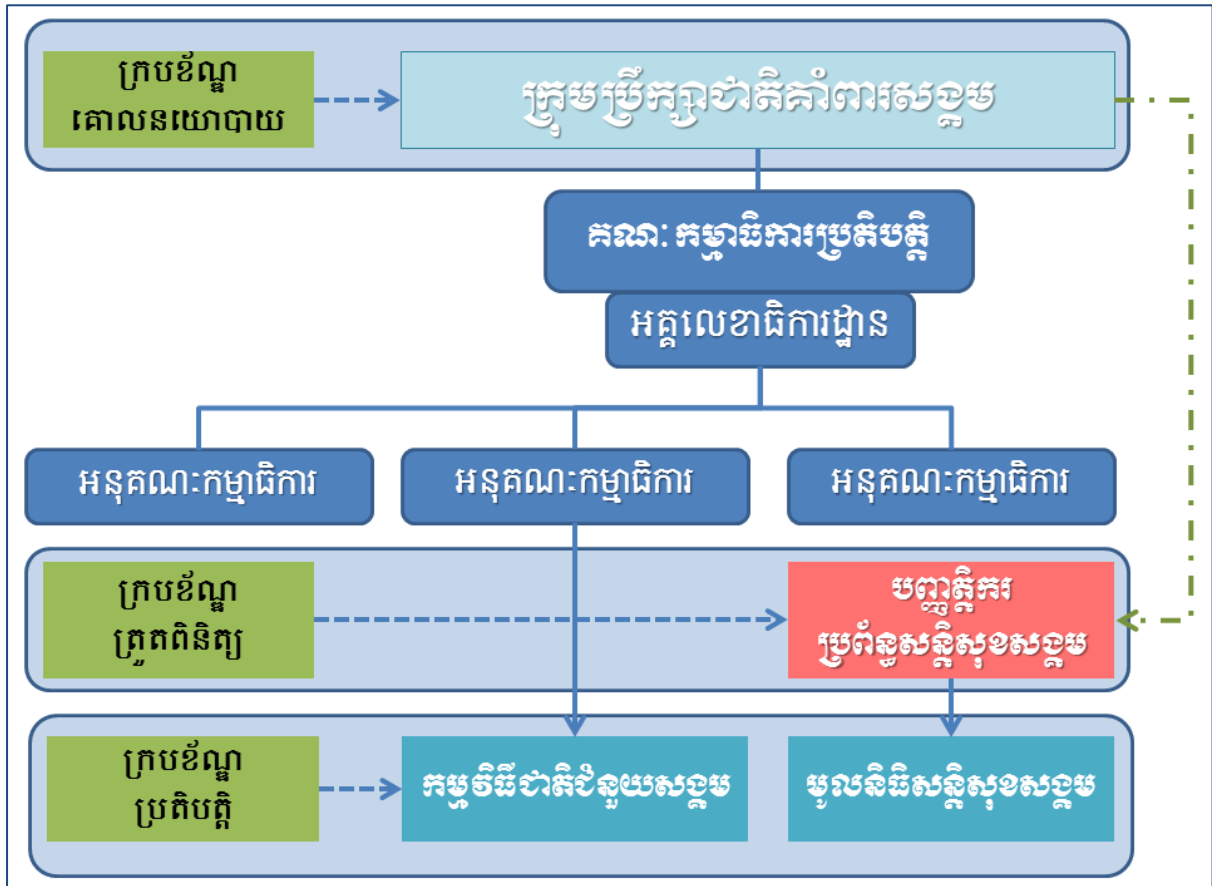 ក្របខ័ណ្ឌ
គោលនយោបាយ
ក្រុមប្រឹក្សាជាតិគាំពារសង្គម
គណៈកម្មាធិការប្រតិបត្តិ
អគ្គលេខាធិការដ្ឋាន
អនុគណៈកម្មាធិការ
អនុគណៈកម្មាធិការ
អនុគណៈកម្មាធិការ
ក្របខ័ណ្ឌ
ត្រួតពិនិត្យ
បញ្ញត្តិករ
ប្រព័ន្ធសន្តិសុខសង្គម
ក្របខ័ណ្ឌ
ប្រតិបត្តិ
កម្មវិធីជាតិជំនួយសង្គម
មូលនិធិសន្តិសុខសង្គម